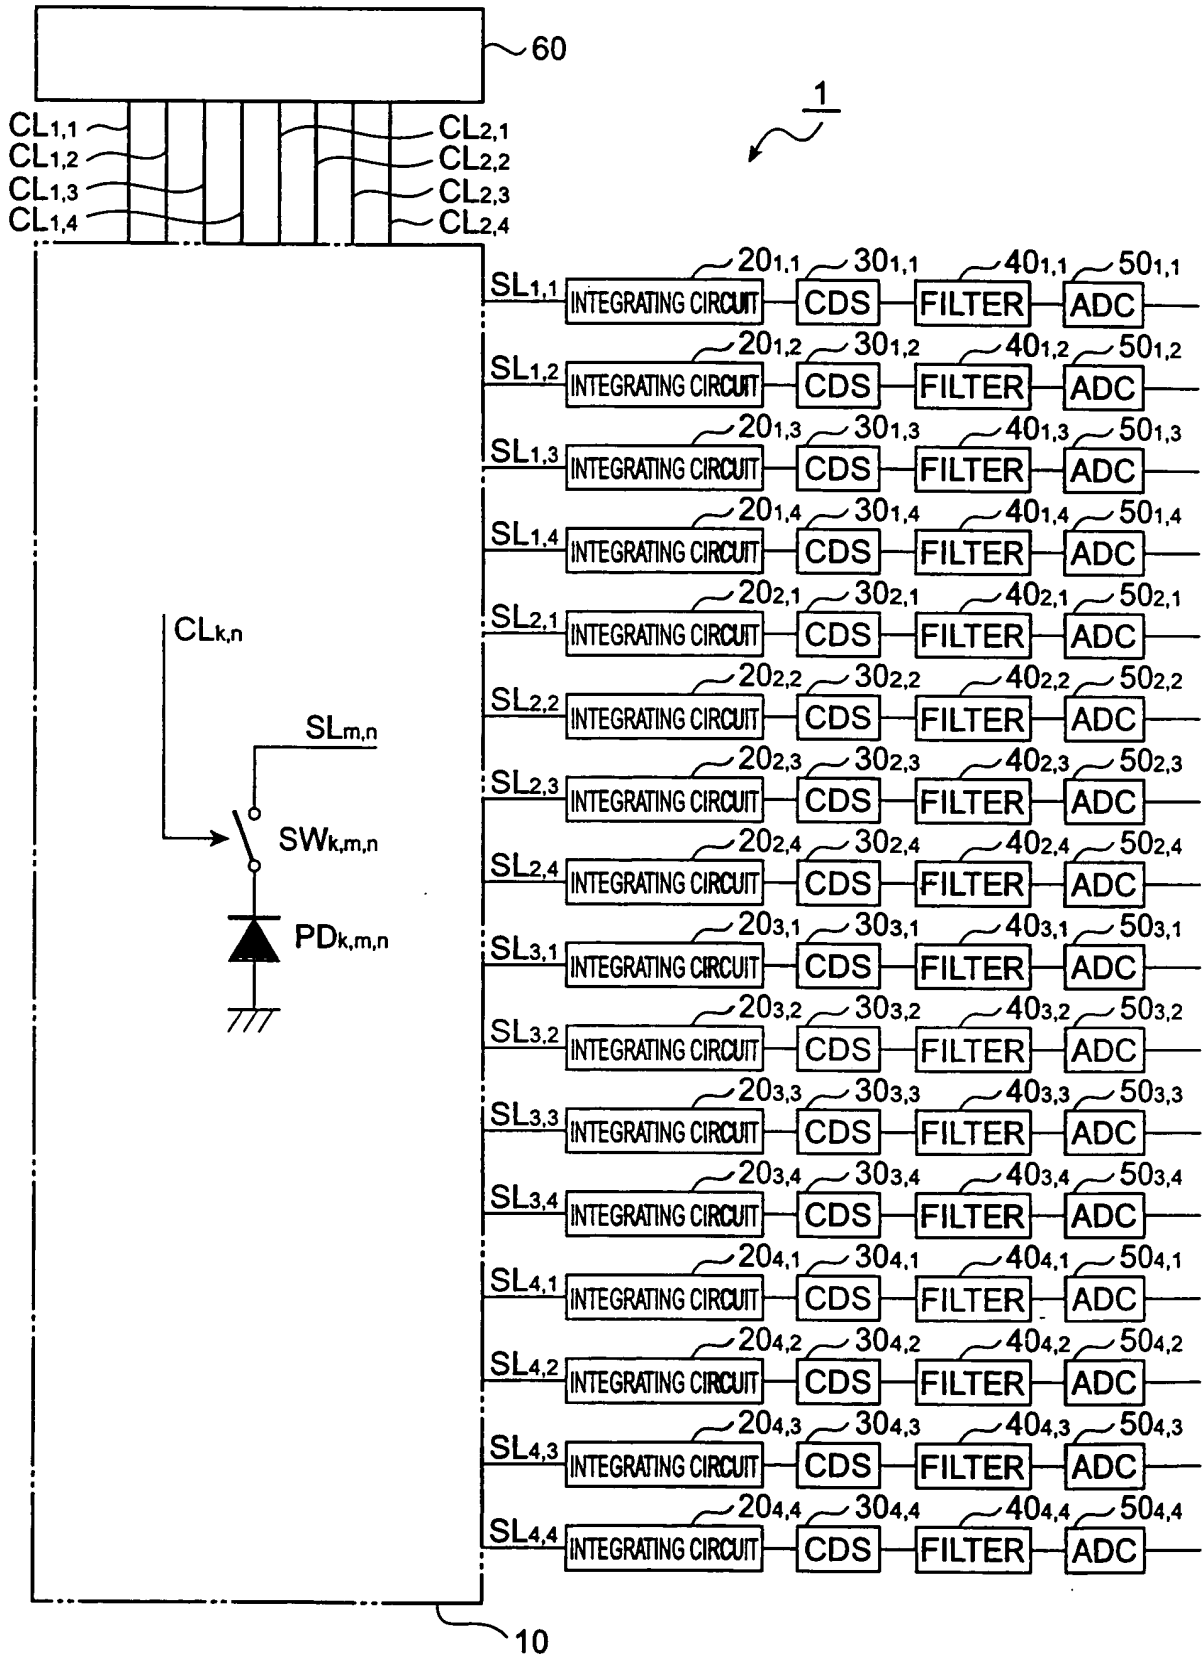 60
1
CL1,1
CL1,2
CL1,3
CL1,4
CL2,1
CL2,2
CL2,3
CL2,4
SL1,1 201,1 INTEGRATING CIRCUIT 301,1 CDS 401,1 FILTER 501,1 ADC
SL1,2 201,2 INTEGRATING CIRCUIT 301,2 CDS 401,2 FILTER 501,2 ADC
SL1,3 201,3 INTEGRATING CIRCUIT 301,3 CDS 401,3 FILTER 501,3 ADC
SL1,4 201,4 INTEGRATING CIRCUIT 301,4 CDS 401,4 FILTER 501,4 ADC
SL2,1 202,1 INTEGRATING CIRCUIT 302,1 CDS 402,1 FILTER 502,1 ADC
SL2,2 202,2 INTEGRATING CIRCUIT 302,2 CDS 402,2 FILTER 502,2 ADC
SL2,3 202,3 INTEGRATING CIRCUIT 302,3 CDS 402,3 FILTER 502,3 ADC
SL2,4 202,4 INTEGRATING CIRCUIT 302,4 CDS 402,4 FILTER 502,4 ADC
SL3,1 203,1 INTEGRATING CIRCUIT 303,1 CDS 403,1 FILTER 503,1 ADC
SL3,2 203,2 INTEGRATING CIRCUIT 303,2 CDS 403,2 FILTER 503,2 ADC
SL3,3 203,3 INTEGRATING CIRCUIT 303,3 CDS 403,3 FILTER 503,3 ADC
SL3,4 203,4 INTEGRATING CIRCUIT 303,4 CDS 403,4 FILTER 503,4 ADC
SL4,1 204,1 INTEGRATING CIRCUIT 304,1 CDS 404,1 FILTER 504,1 ADC
SL4,2 204,2 INTEGRATING CIRCUIT 304,2 CDS 404,2 FILTER 504,2 ADC
SL4,3 204,3 INTEGRATING CIRCUIT 304,3 CDS 404,3 FILTER 504,3 ADC
SL4,4 204,4 INTEGRATING CIRCUIT 304,4 CDS 404,4 FILTER 504,4 ADC
CLk,n
SLm,n
SWk,m,n
PDk,m,n
10